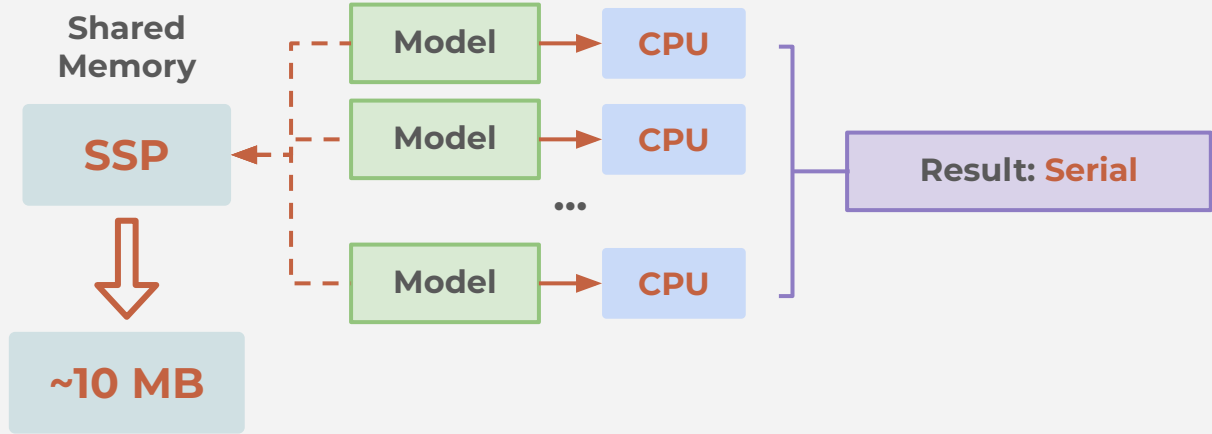 Shared
Memory
SSP
~10 MB
Model
CPU
Model
CPU
...
Model
CPU
Result: Serial